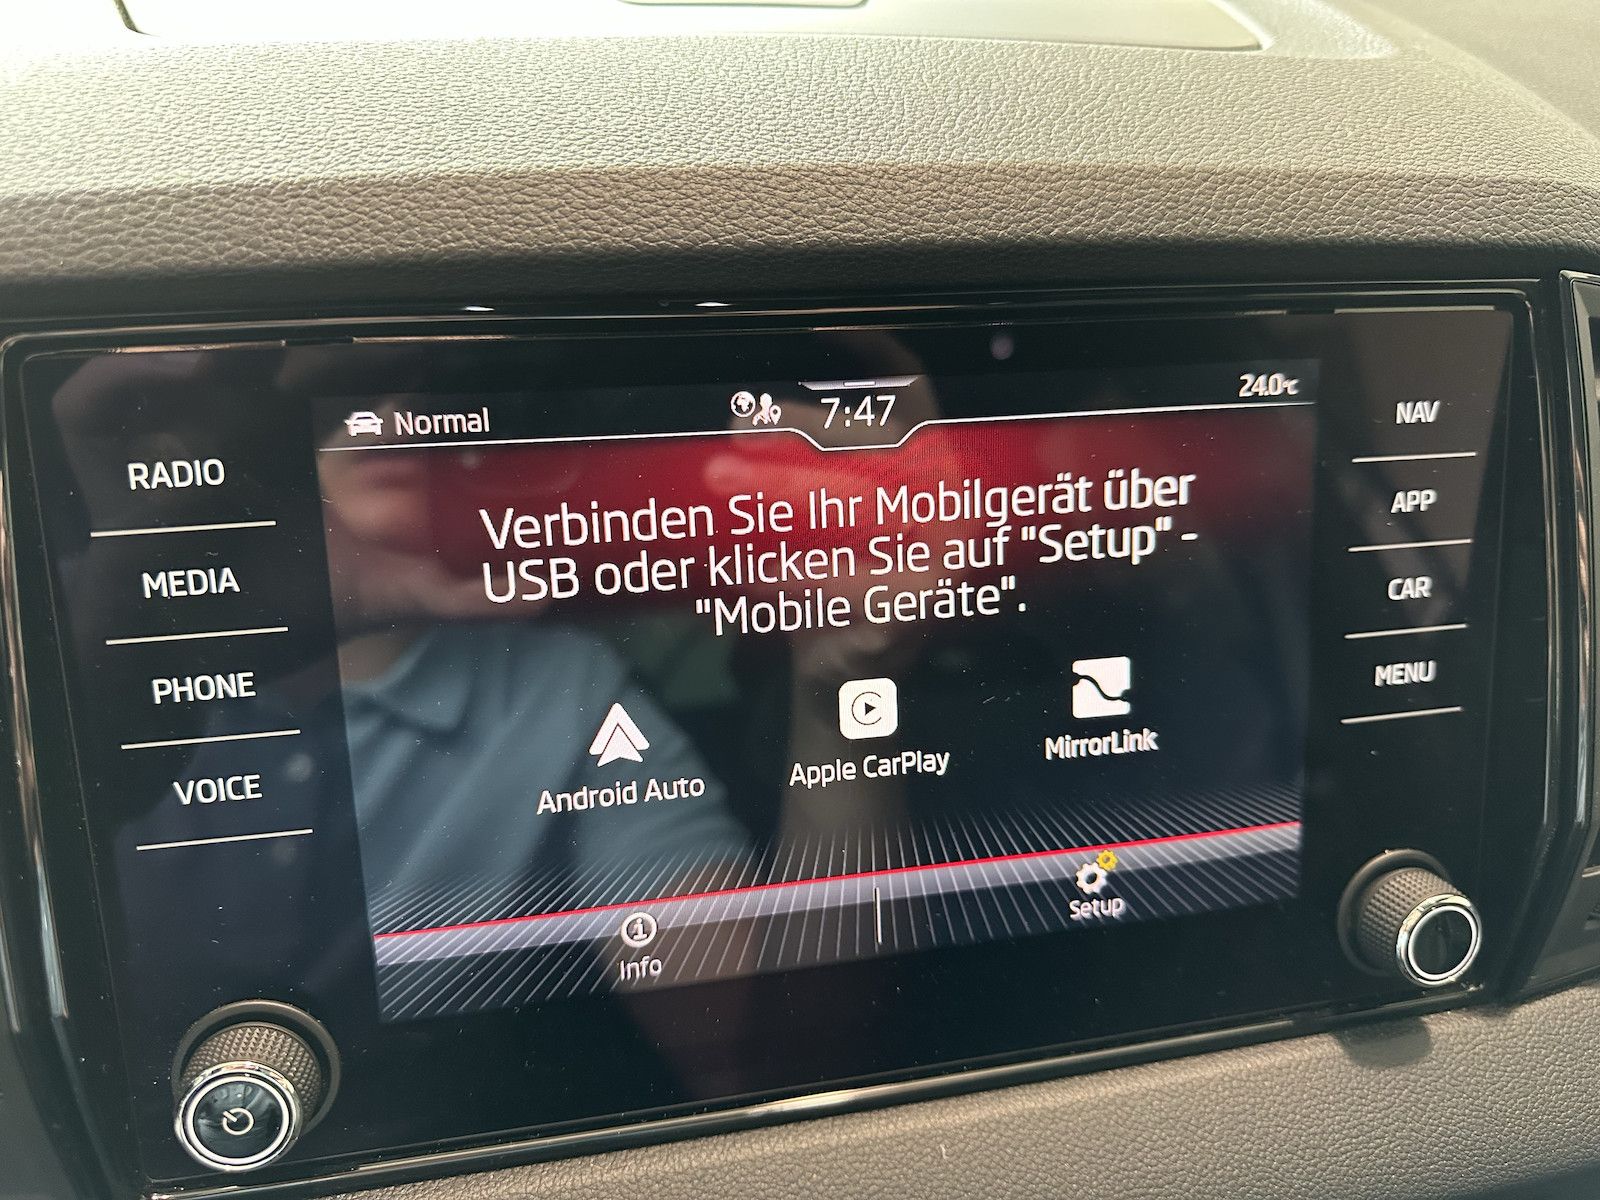 Normal
7:47
24.0°C
RADIO
MEDIA
PHONE
VOICE
Verbinden Sie Ihr Mobilgerät über
USB oder klicken Sie auf "Setup" -
"Mobile Geräte".
Android Auto
Apple CarPlay
MirrorLink
Info
Setup
NAV
APP
CAR
MENU